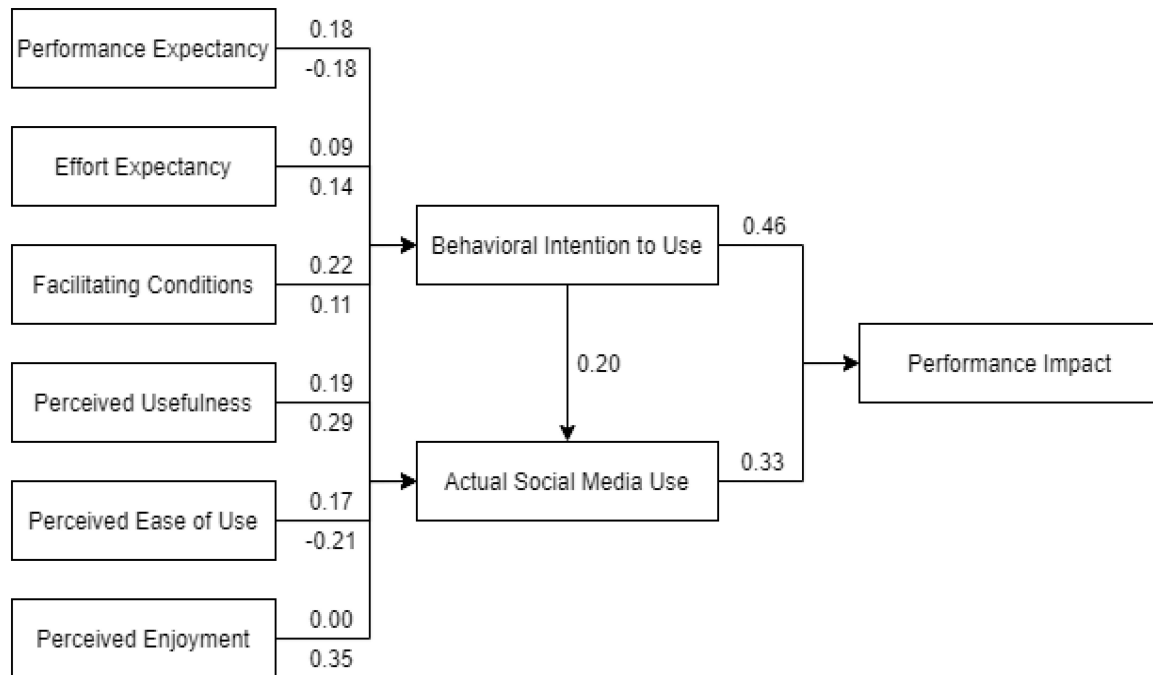 Performance Expectancy
0.18
-0.18
Effort Expectancy
0.09
0.14
Facilitating Conditions
0.22
0.11
Perceived Usefulness
0.19
0.29
Perceived Ease of Use
0.17
-0.21
Perceived Enjoyment
0.00
0.35
Behavioral Intention to Use
0.46
0.20
Actual Social Media Use
0.33
Performance Impact